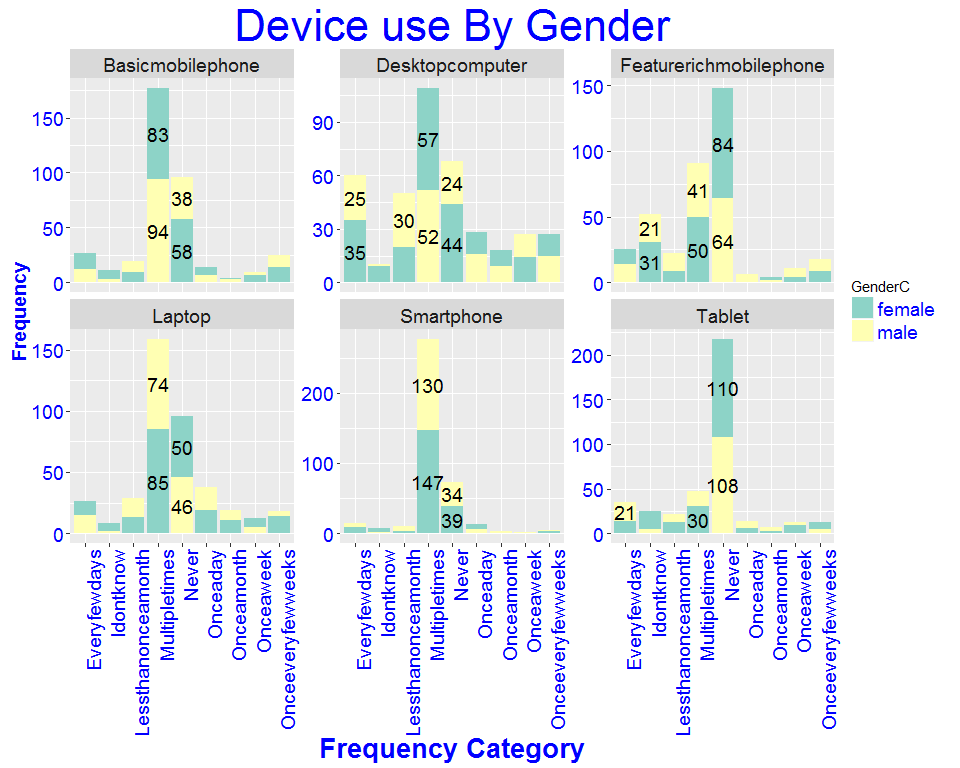 Device use By Gender
Basicmobilephone Desktopcomputer Featurerichmobilephone
150
100
50
0
83
94
38
58
90
60
30
0
25
35
30
57
52
24
44
150
100
50
0
21
31
41
50
84
64
Frequency
Laptop Smartphone Tablet
150
100
50
0
74
85
50
46
200
100
0
130
147
34
39
200
150
100
50
0
21
30
110
108
GenderC
female
male
Everyfewdays
Idontknow
Lessthanonceamonth
Multipletimes
Never
Onceaday
Onceamonth
Onceaweek
Onceeveryfewweeks
Everyfewdays
Idontknow
Lessthanonceamonth
Multipletimes
Never
Onceaday
Onceamonth
Onceaweek
Onceeveryfewweeks
Everyfewdays
Idontknow
Lessthanonceamonth
Multipletimes
Never
Onceaday
Onceamonth
Onceaweek
Onceeveryfewweeks
Frequency Category